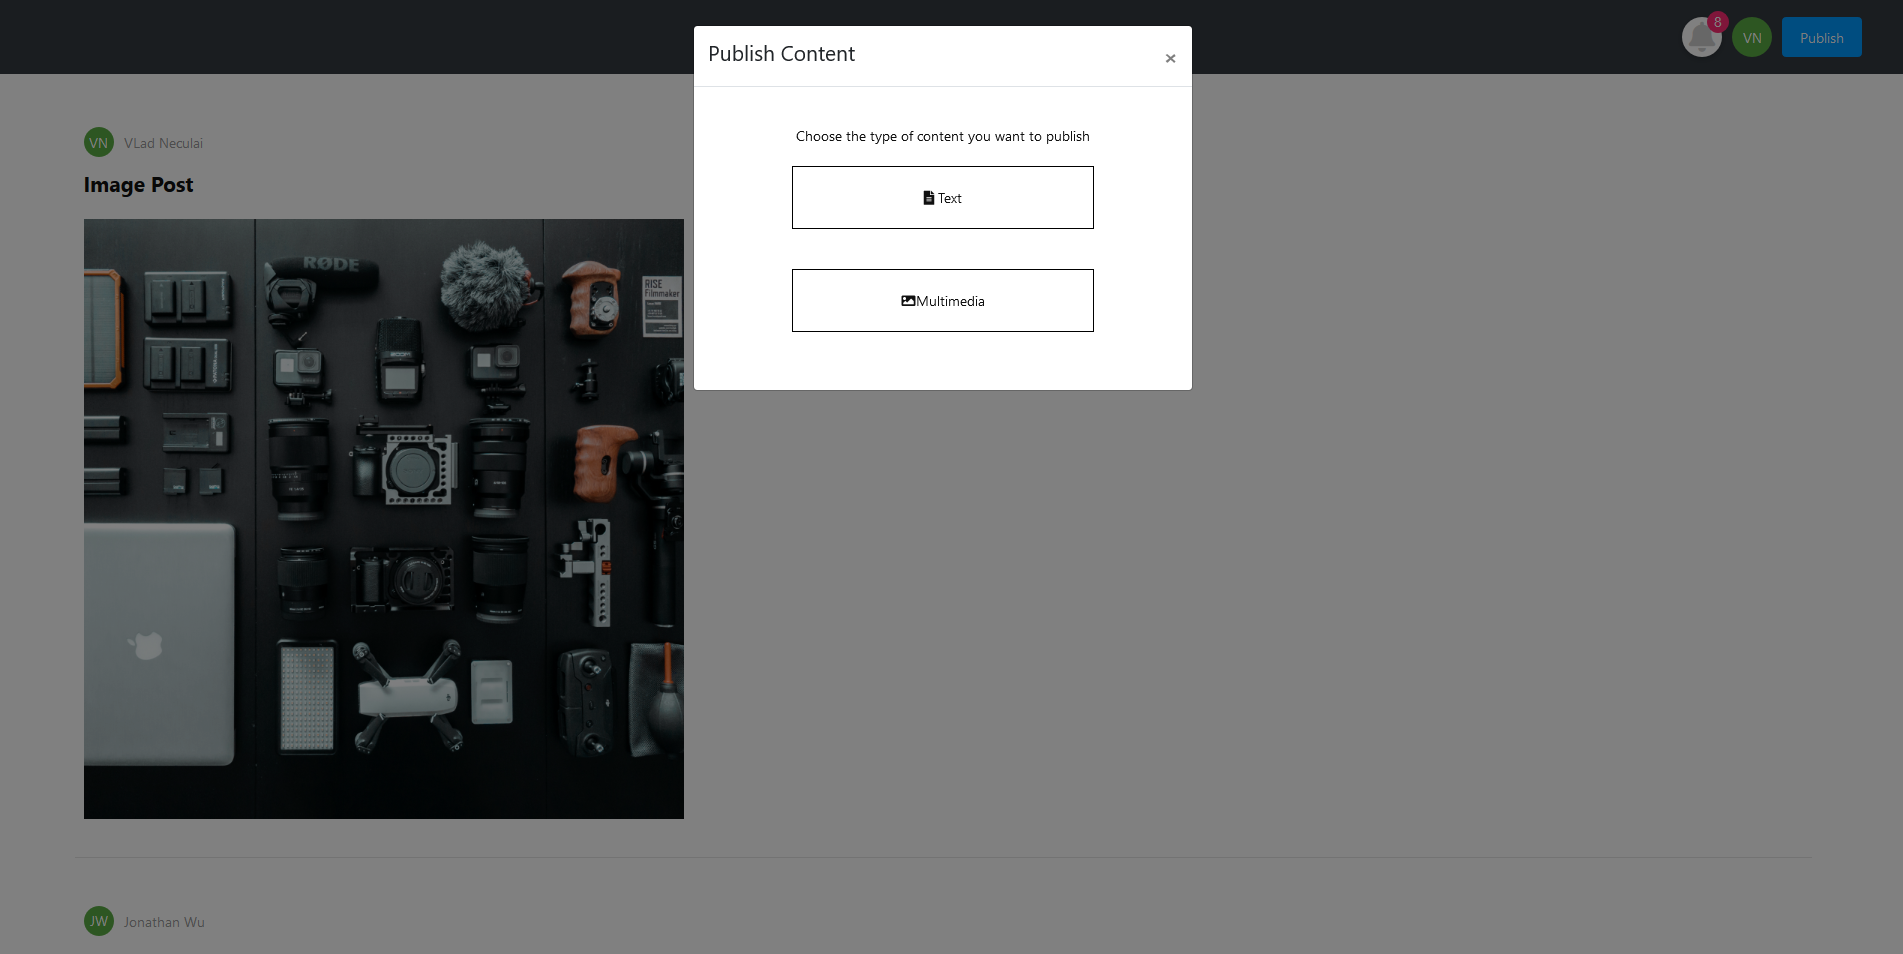 Publish Content
×
8
VN
Publish
Choose the type of content you want to publish
Text
Multimedia
VN
VLad Neculai
Image Post
RØDE
RISE
Filmmaker
JW
Jonathan Wu